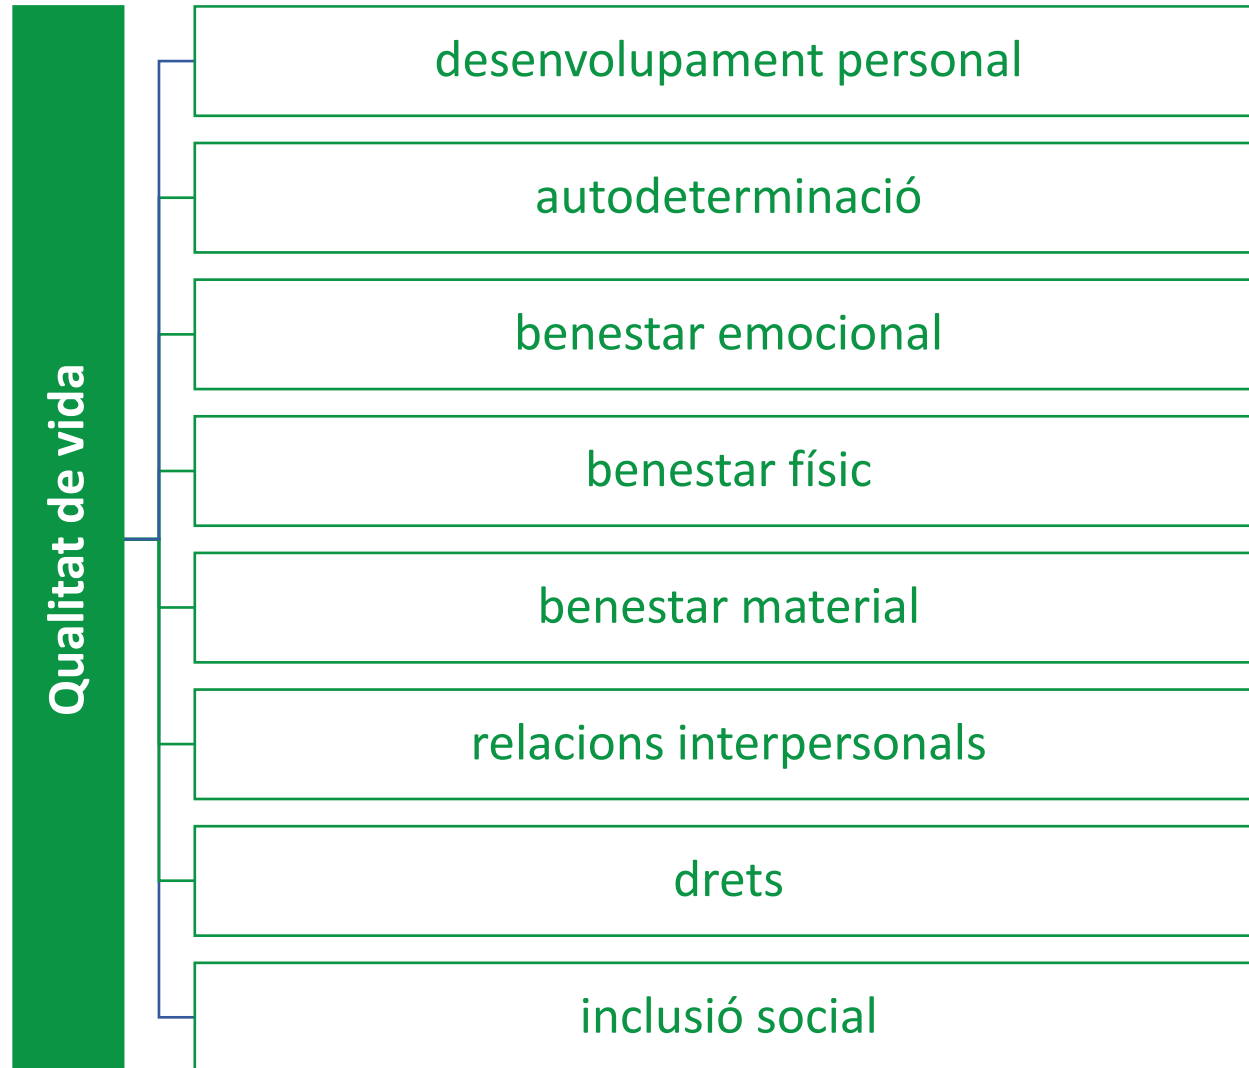 Qualitat de vida
desenvolupament personal
autodeterminació
benestar emocional
benestar físic
benestar material
relacions interpersonals
drets
inclusió social